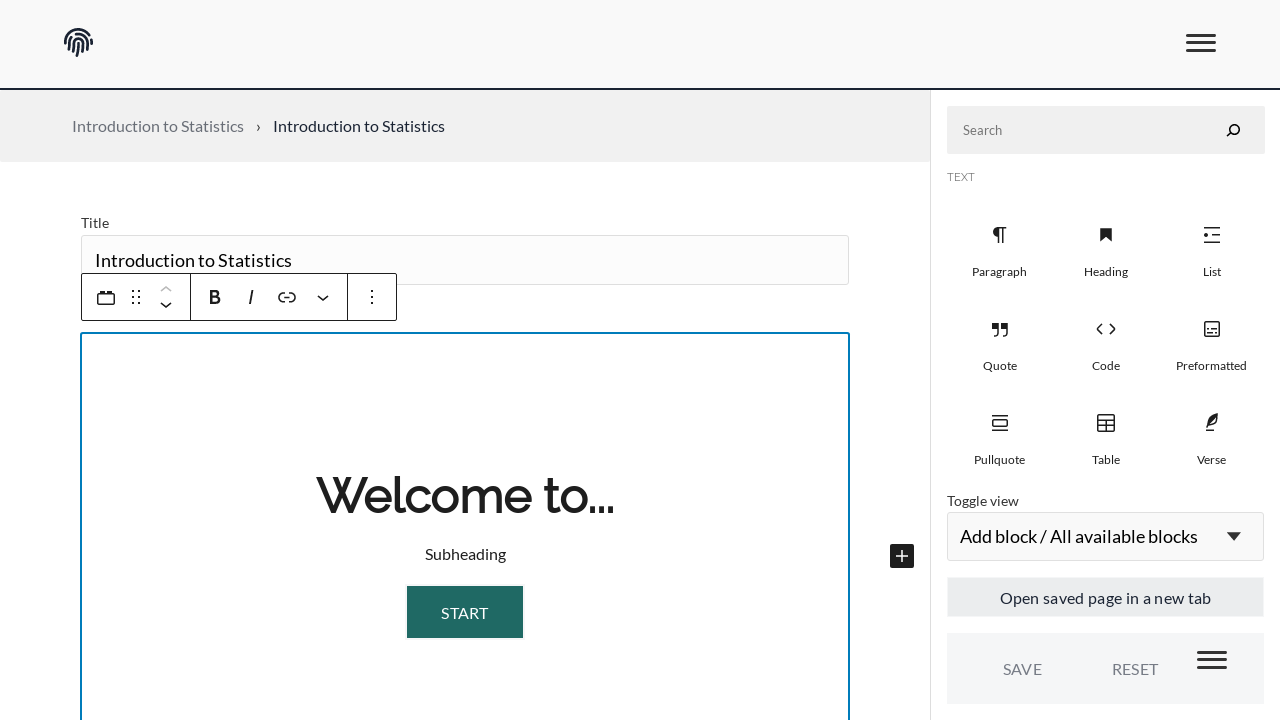 Introduction to Statistics › Introduction to Statistics
Title
Introduction to Statistics
B I
Welcome to...
Subheading
START
Search
TEXT
Paragraph Heading List
Quote Code Preformatted
Pullquote Table Verse
Toggle view
Add block / All available blocks
Open saved page in a new tab
SAVE RESET